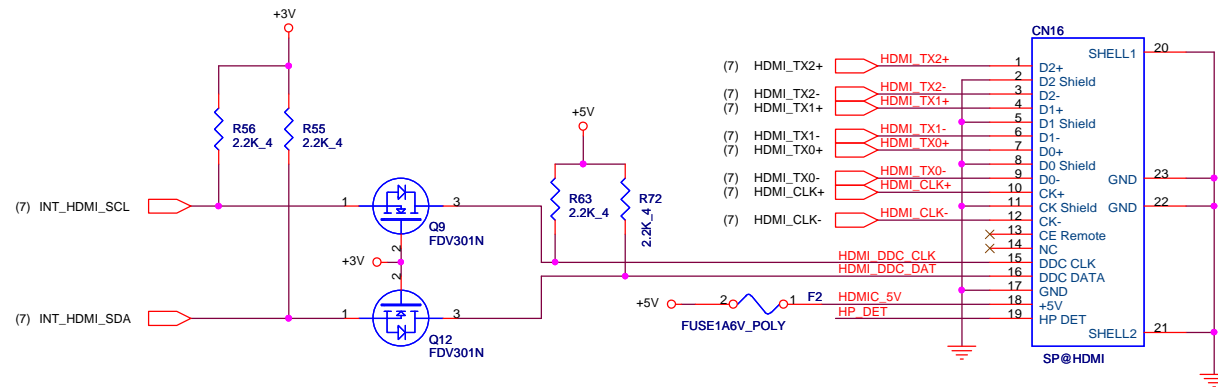 +3V
R56
2.2K_4
R55
2.2K_4
(7) INT_HDMI_SCL
1
3
Q9
FDV301N
2
+3V
2
(7) INT_HDMI_SDA
1
3
Q12
FDV301N
+5V
R63
2.2K_4
R72
2.2K_4
HDMI_DDC_CLK
HDMI_DDC_DAT
+5V
2
1
F2
HDMIC_5V
FUSE1A6V_POLY
HP_DET
(7) HDMI_TX2+ HDMI_TX2+
(7) HDMI_TX2- HDMI_TX2-
(7) HDMI_TX1+ HDMI_TX1+
(7) HDMI_TX1- HDMI_TX1-
(7) HDMI_TX0+ HDMI_TX0+
(7) HDMI_TX0- HDMI_TX0-
(7) HDMI_CLK+ HDMI_CLK+
(7) HDMI_CLK- HDMI_CLK-
CN16
SHELL1 20
1 D2+
2 D2 Shield
3 D2-
4 D1+
5 D1 Shield
6 D1-
7 D0+
8 D0 Shield
9 D0-
GND 23
10 CK+
11 CK Shield
GND 22
12 CK-
13 CE Remote
14 NC
15 DDC CLK
16 DDC DATA
17 GND
18 +5V
19 HP DET
SHELL2 21
SP@HDMI